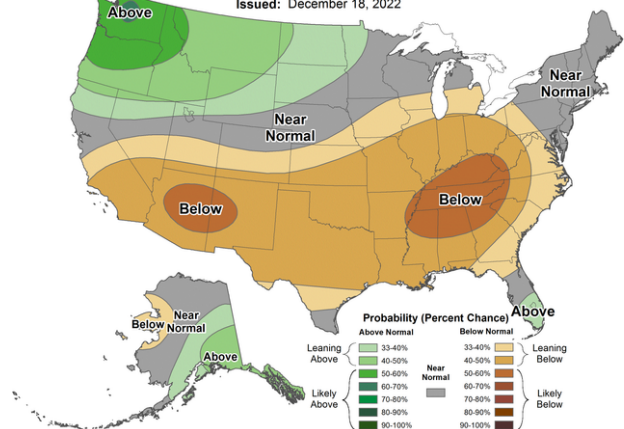 Issued: December 18, 2022
Above
Near
Normal
Near
Normal
Below
Below
Above
Below
Near
Normal
Above
Probability (Percent Chance)
Above Normal
Below Normal
Leaning
Above
33-40%
40-50%
Likely
Above
50-60%
60-70%
70-80%
80-90%
90-100%
Near
Normal
33-40%
40-50%
Leaning
Below
50-60%
60-70%
70-80%
80-90%
90-100%
Likely
Below